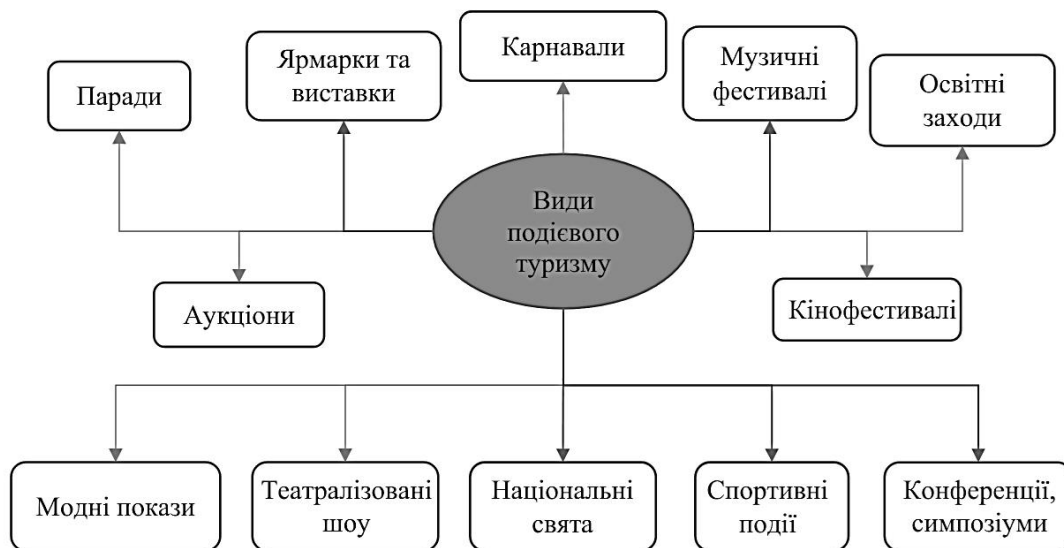 Карнавали
Ярмарки та
виставки
Музичні
фестивалі
Паради
Освітні
заходи
Види
подієвого
туризму
Аукціони
Кінофестивалі
Модні покази
Театралізовані
шоу
Національні
свята
Спортивні
події
Конференції,
симпозіуми